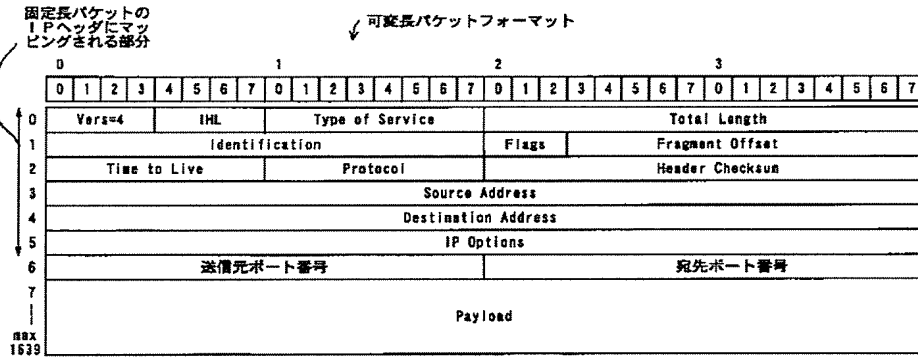 固定長パケットの
IPヘッダにマッ
ピングされる部分
可変長パケットフォーマット
0 1 2 3
0 1 2 3 4 5 6 7 0 1 2 3 4 5 6 7 0 1 2 3 4 5 6 7 0 1 2 3 4 5 6 7
0 Vers=4 IHL Type of Service Total Length
1 Identification Flags Fragment Offset
2 Time to Live Protocol Header Checksum
3 Source Address
4 Destination Address
5 IP Options
6 送信元ポート番号 宛先ポート番号
7
Payload
max
1639